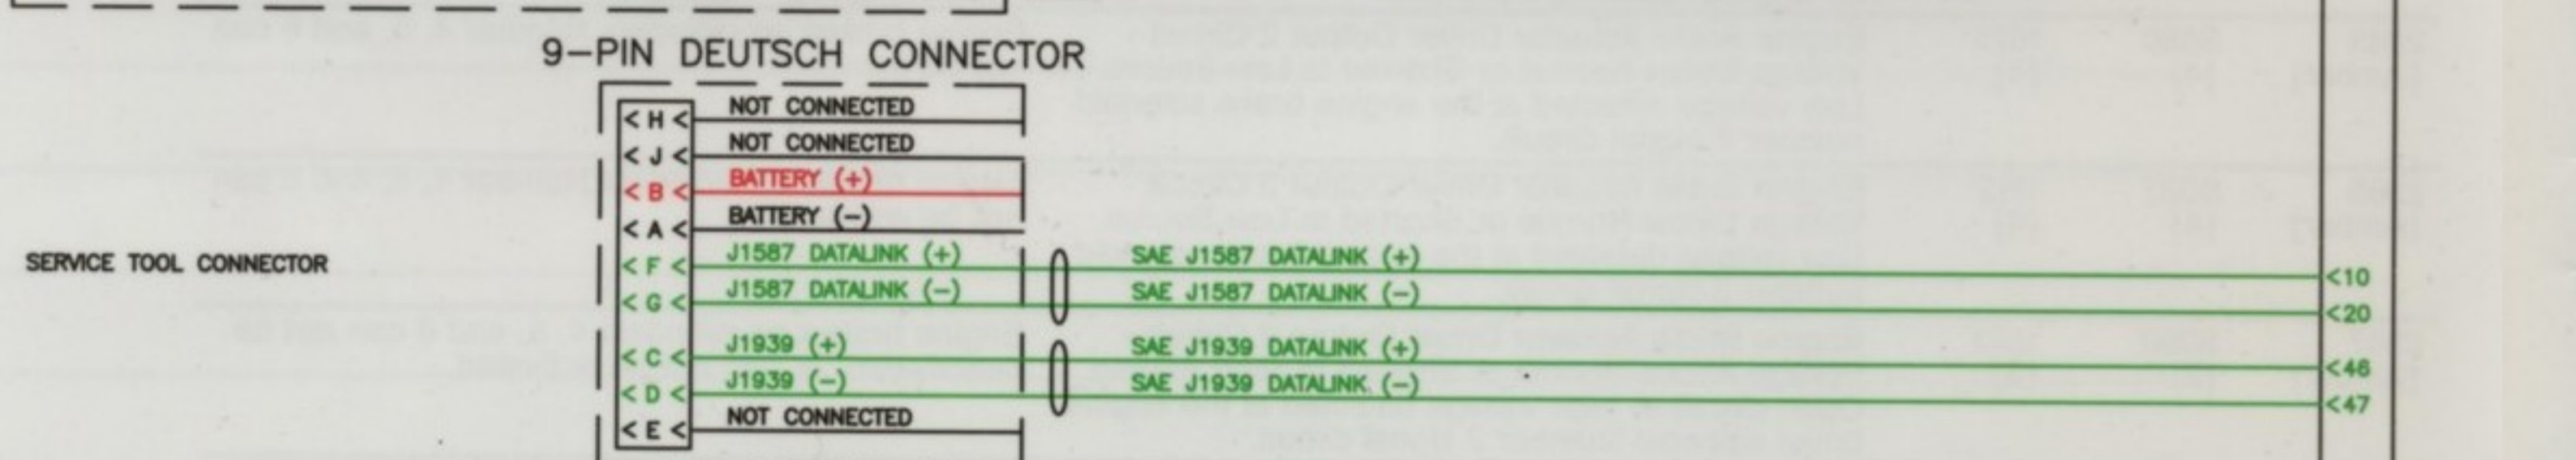 9-PIN DEUTSCH CONNECTOR
< H < NOT CONNECTED
< J < NOT CONNECTED
< B < BATTERY (+)
< A < BATTERY (-)
SERVICE TOOL CONNECTOR
< F < J1587 DATALINK (+) SAE J1587 DATALINK (+) <10
< G < J1587 DATALINK (-) SAE J1587 DATALINK (-) <20
< C < J1939 (+) SAE J1939 DATALINK (+) <46
< D < J1939 (-) SAE J1939 DATALINK (-) <47
< E < NOT CONNECTED